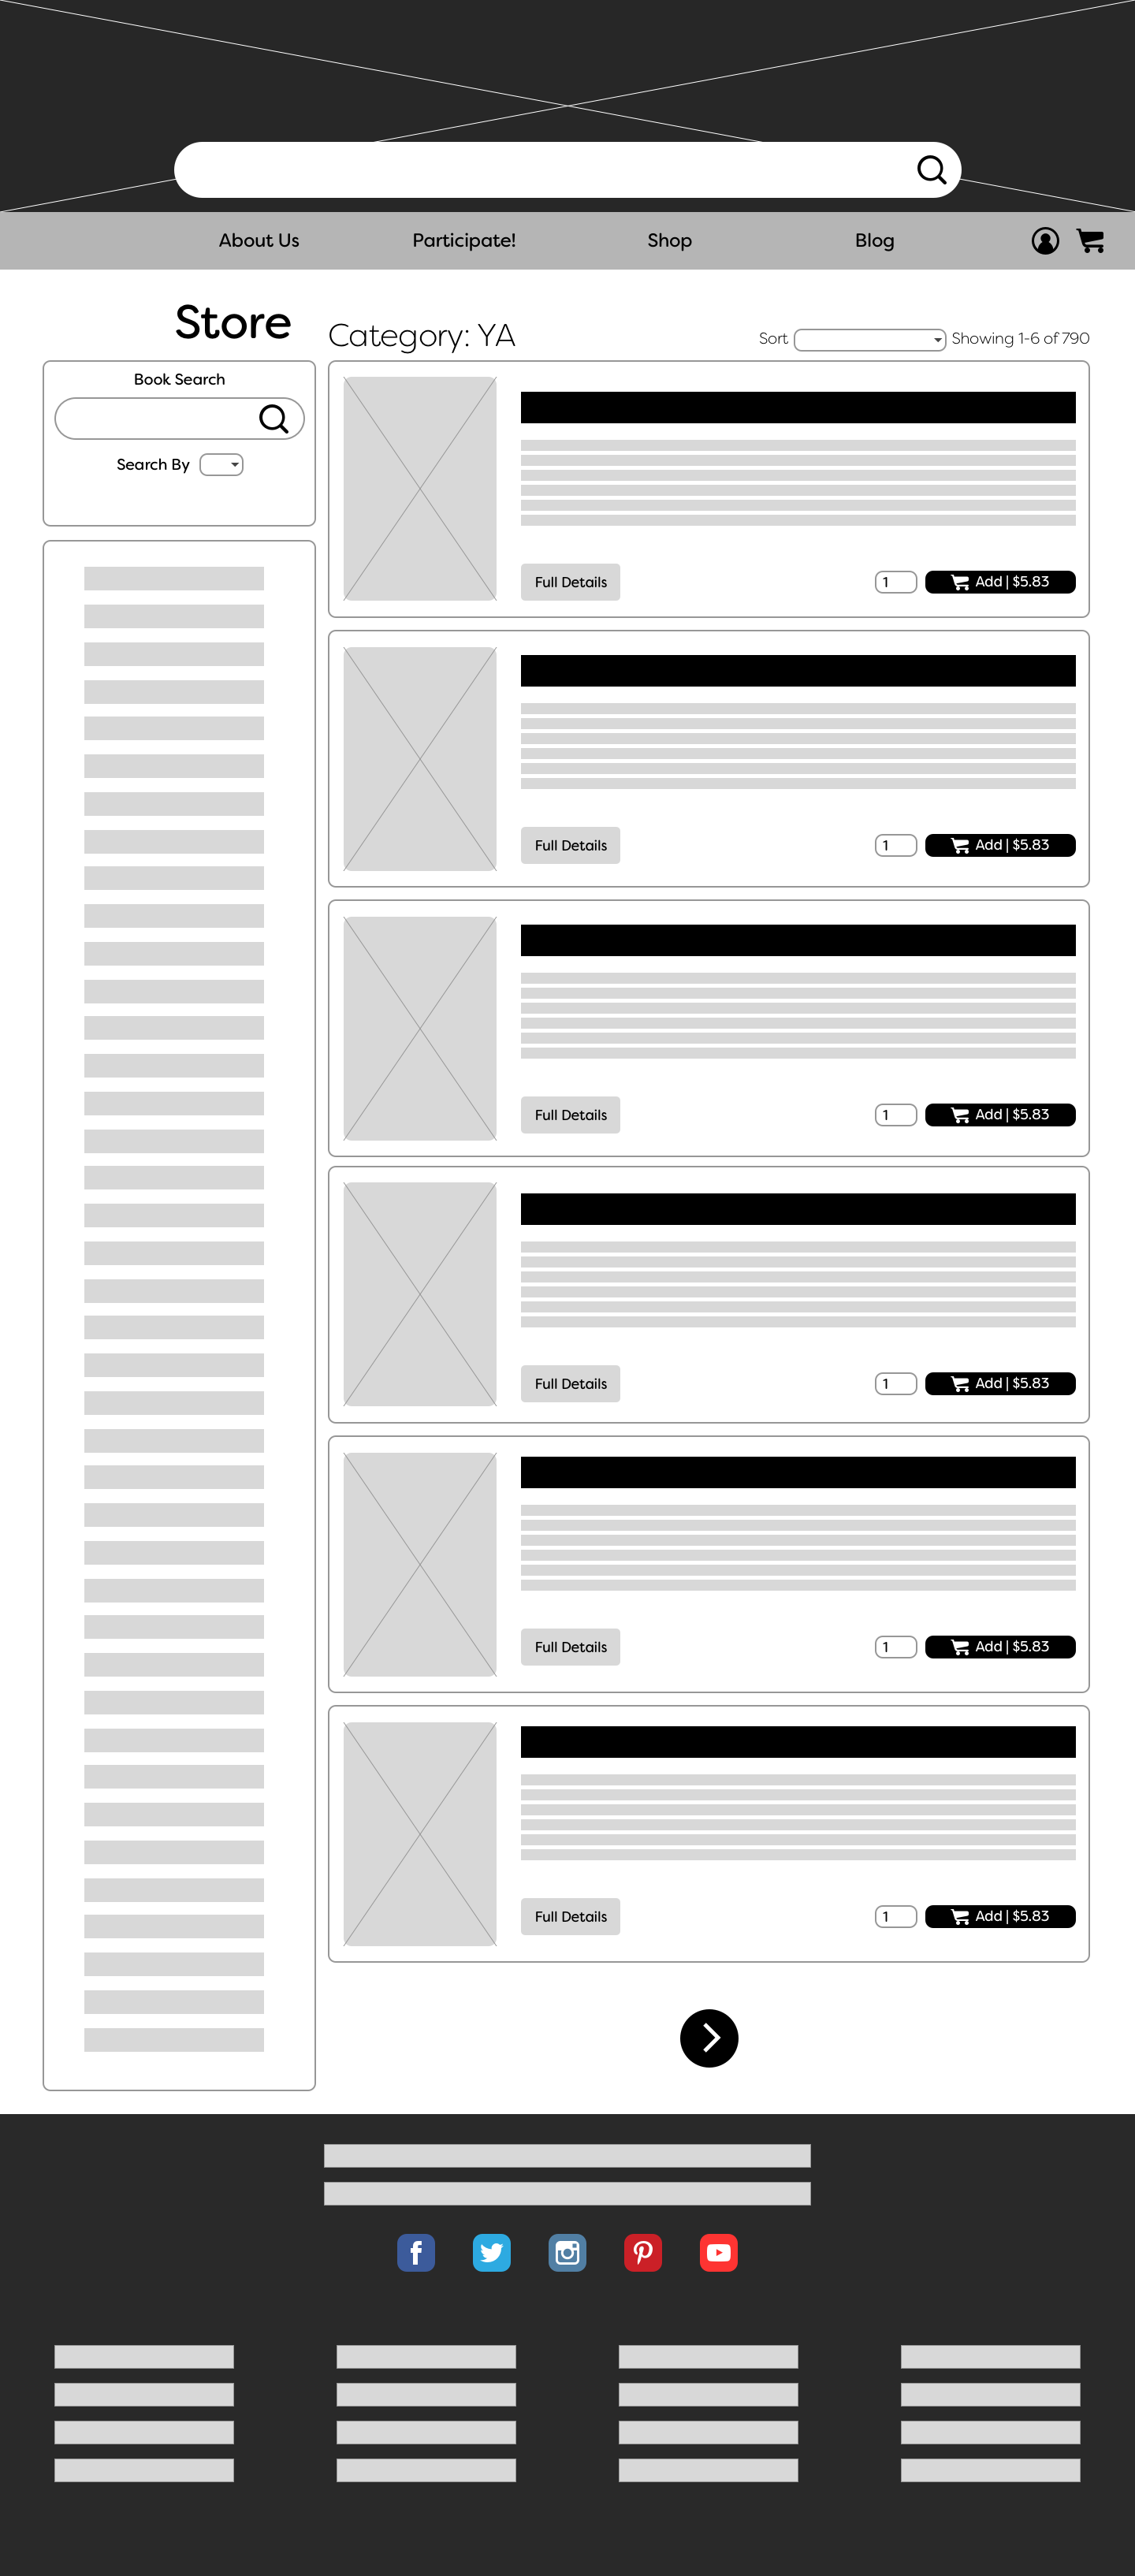 About Us Participate! Shop Blog
Store
Category: YA Sort Showing 1-6 of 790
Book Search
Search By
Full Details 1 Add | $5.83
Full Details 1 Add | $5.83
Full Details 1 Add | $5.83
Full Details 1 Add | $5.83
Full Details 1 Add | $5.83
Full Details 1 Add | $5.83